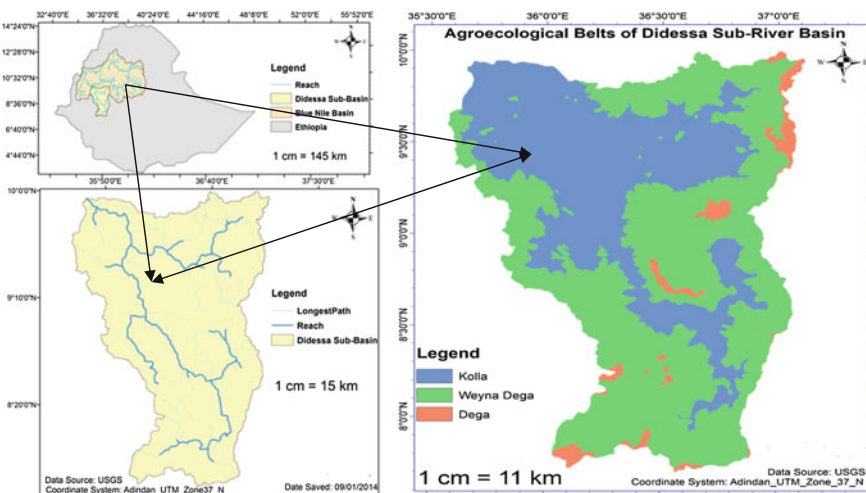 32°40'0"E 36°32'0"E 40°24'0"E 44°16'0"E 48°8'0"E 52°0'0"E 55°52'0"E
14°24'0"N
12°28'0"N
10°32'0"N
8°36'0"N
6°40'0"N
4°44'0"N
N
W E
S
Legend
Reach
Didessa Sub-Basin
Blue Nile Basin
Ethiopia
1 cm = 145 km
35°50'0"E 36°40'0"E 37°30'0"E
10°0'0"N
9°10'0"N
8°20'0"N
N
W E
S
Legend
LongestPath
Reach
Didessa Sub-Basin
1 cm = 15 km
Data Source: USGS
Coordinate System: Adindan_UTM_Zone37_N
Date Saved: 09/01/2014
35°50'0"E 36°0'0"E 36°30'0"E 37°0'0"E
Agroecological Belts of Didessa Sub-River Basin
N
W E
S
10°0'0"N
9°30'0"N
9°0'0"N
8°30'0"N
8°0'0"N
Legend
Kolla
Weyna Dega
Dega
1 cm = 11 km
Data Source: USGS
Coordinate System: Adindan_UTM_Zone_37_N